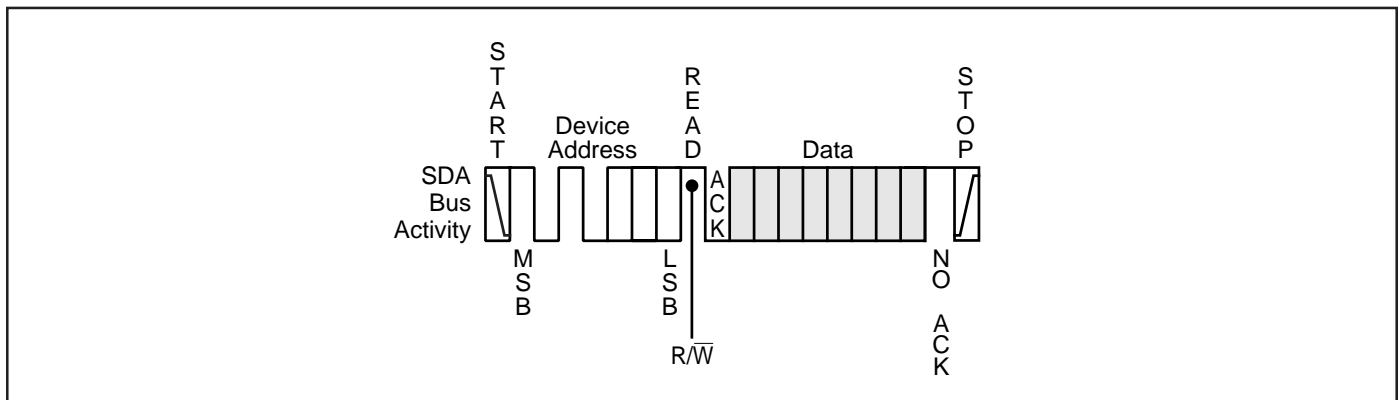 START
Device
Address
READ
Data
STOP
SDA
Bus
Activity
ACK
MSB
LSB
R/W̅
NO ACK